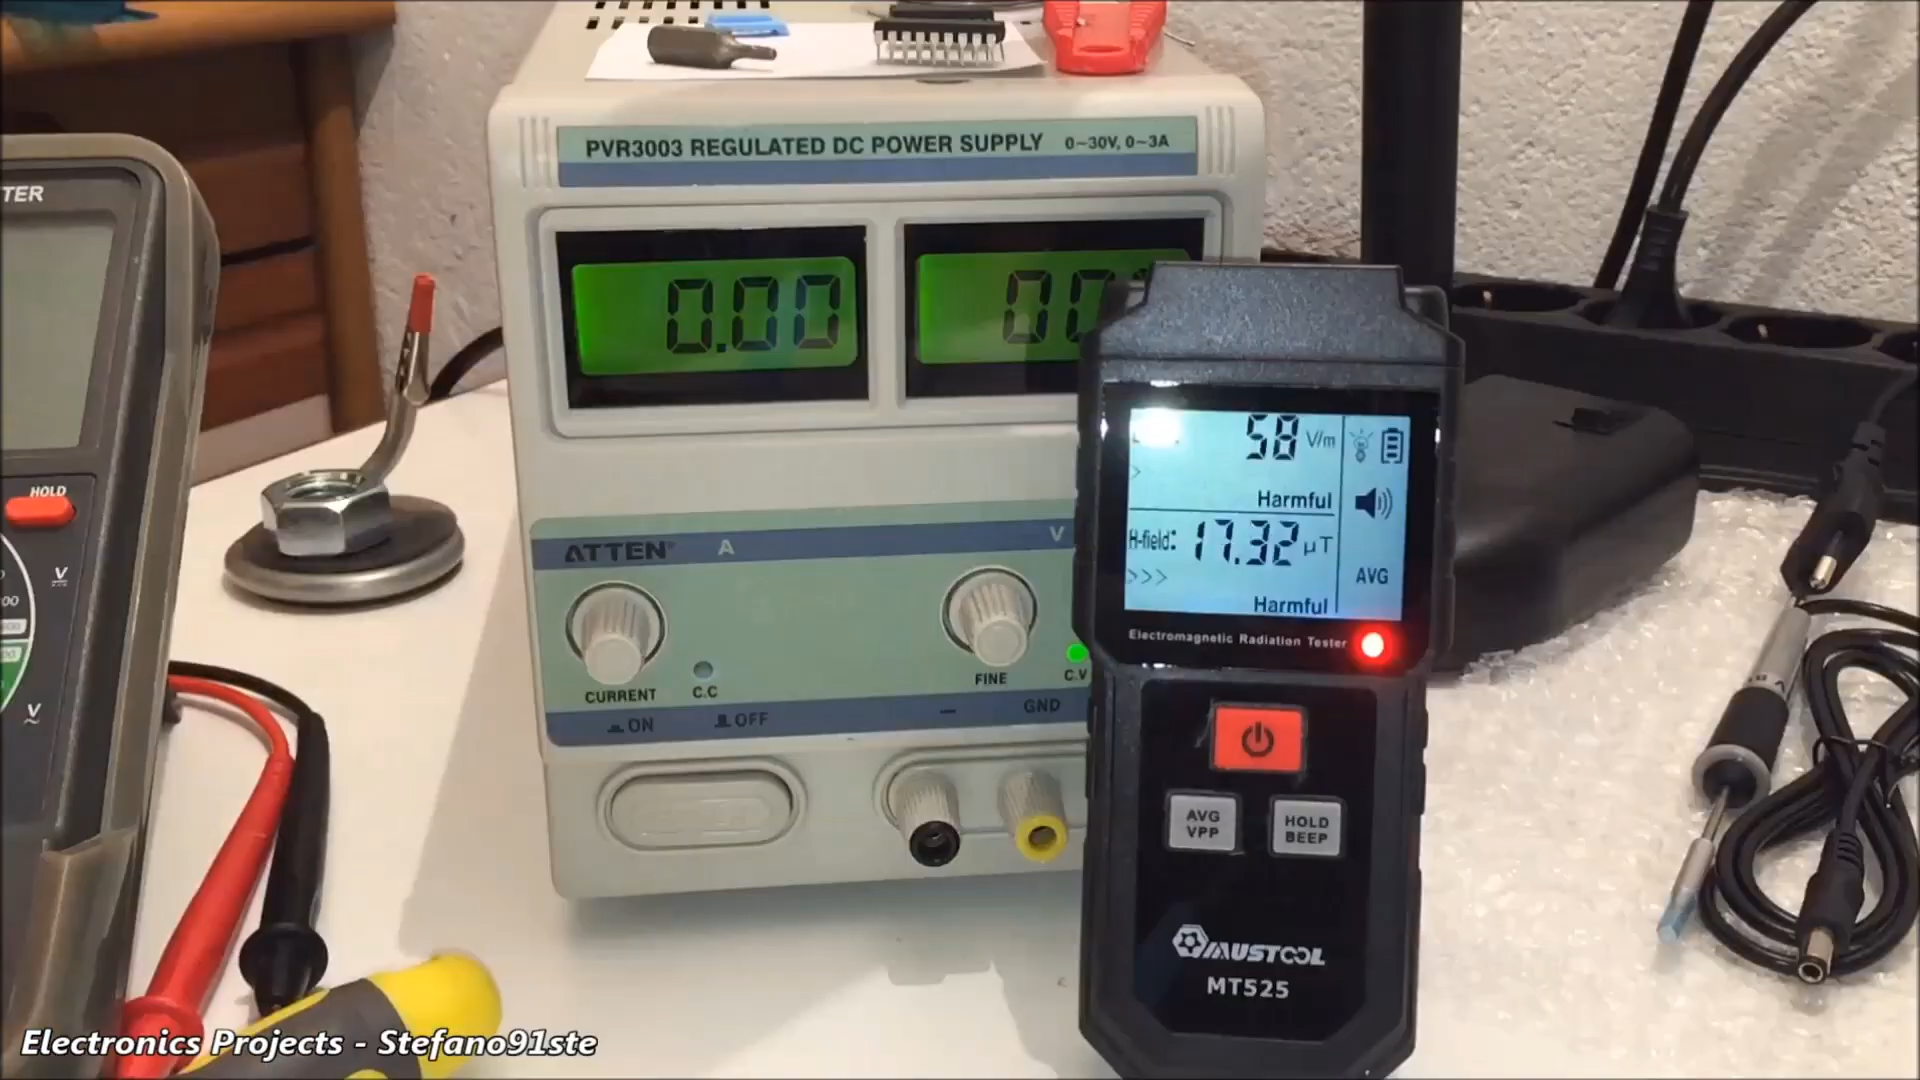 PVR3003 REGULATED DC POWER SUPPLY 0~30V, 0~3A
TER
0.00
00
58 V/m
Harmful
H-field: 17.32 μT
>>>
Harmful
AVG
HOLD
ATTEN® A V
Electromagnetic Radiation Tester
CURRENT C.C FINE C.V
ON OFF − GND
V
V
AVG
VPP
HOLD
BEEP
MUSTOOL
MT525
Electronics Projects - Stefano91ste